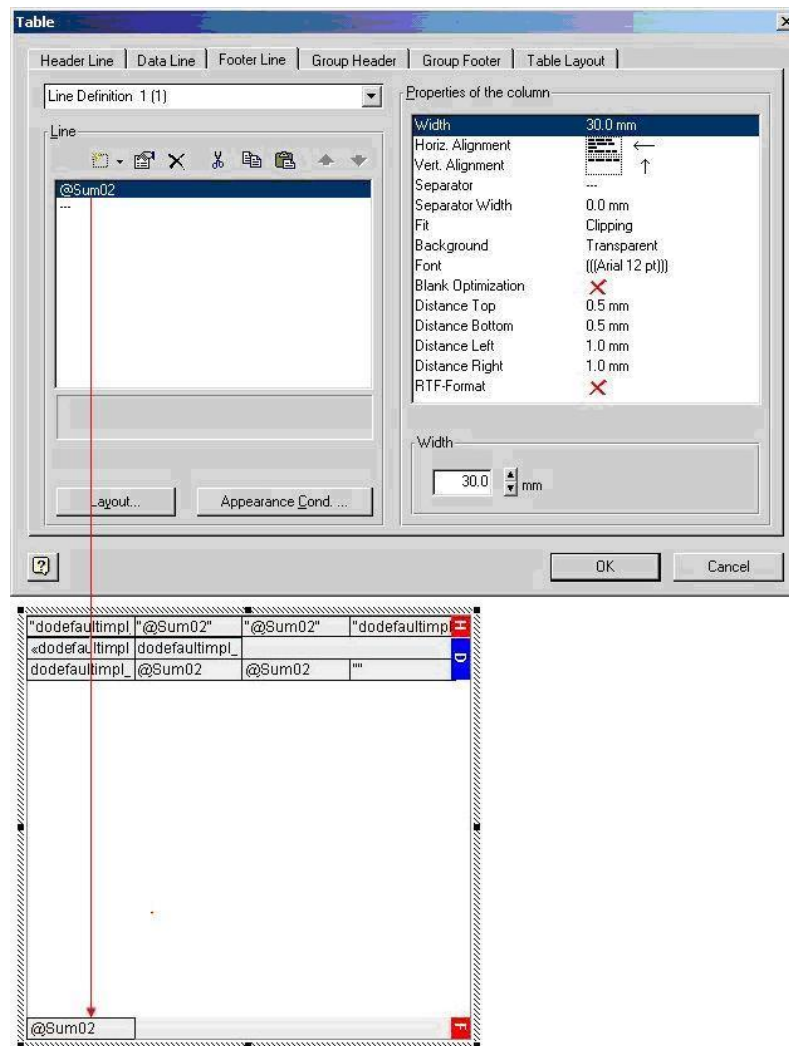 Table
Header Line Data Line Footer Line Group Header Group Footer Table Layout
Line Definition 1 (1)
Line
@Sum02
---
Layout...
Appearance Cond. ...
Properties of the column
Width 30.0 mm
Horiz. Alignment
Vert. Alignment
Separator ---
Separator Width 0.0 mm
Fit Clipping
Background Transparent
Font (((Arial 12 pt)))
Blank Optimization
Distance Top 0.5 mm
Distance Bottom 0.5 mm
Distance Left 1.0 mm
Distance Right 1.0 mm
RTF-Format
Width
30.0 mm
OK Cancel
"dodefaultimpl_ "@Sum02" "@Sum02" "dodefaultimpl H
«dodefaultimpl dodefaultimpl_ D
dodefaultimpl_ @Sum02 @Sum02 ""
@Sum02 F